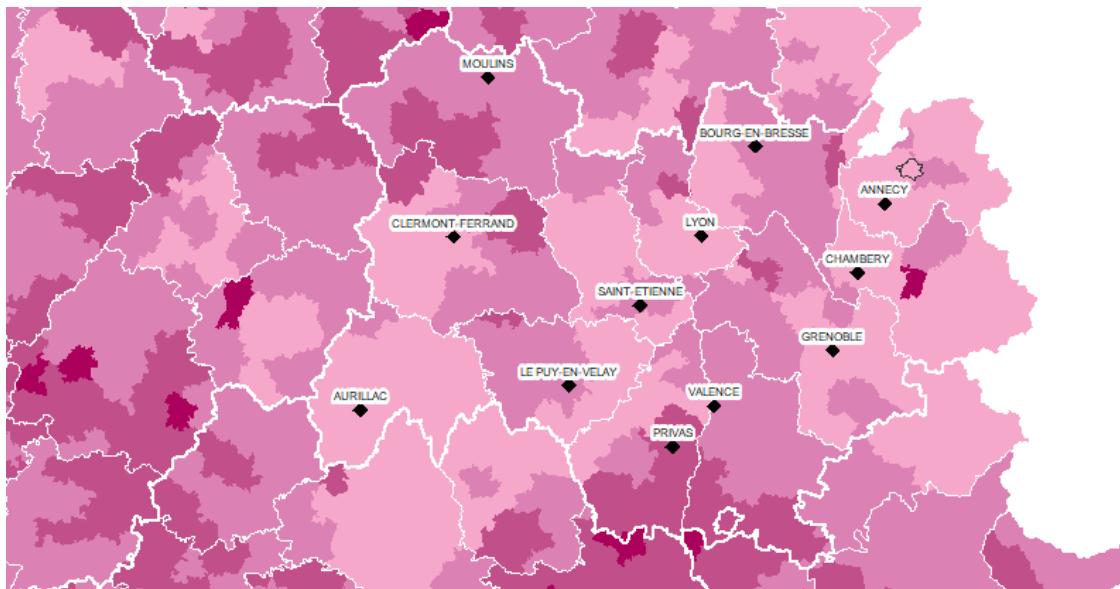 MOULINS
BOURG-EN-BRESSE
ANNECY
CLERMONT-FERRAND
LYON
CHAMBERY
SAINT-ETIENNE
GRENOBLE
LE PUY-EN-VELAY
AURILLAC
VALENCE
PRIVAS